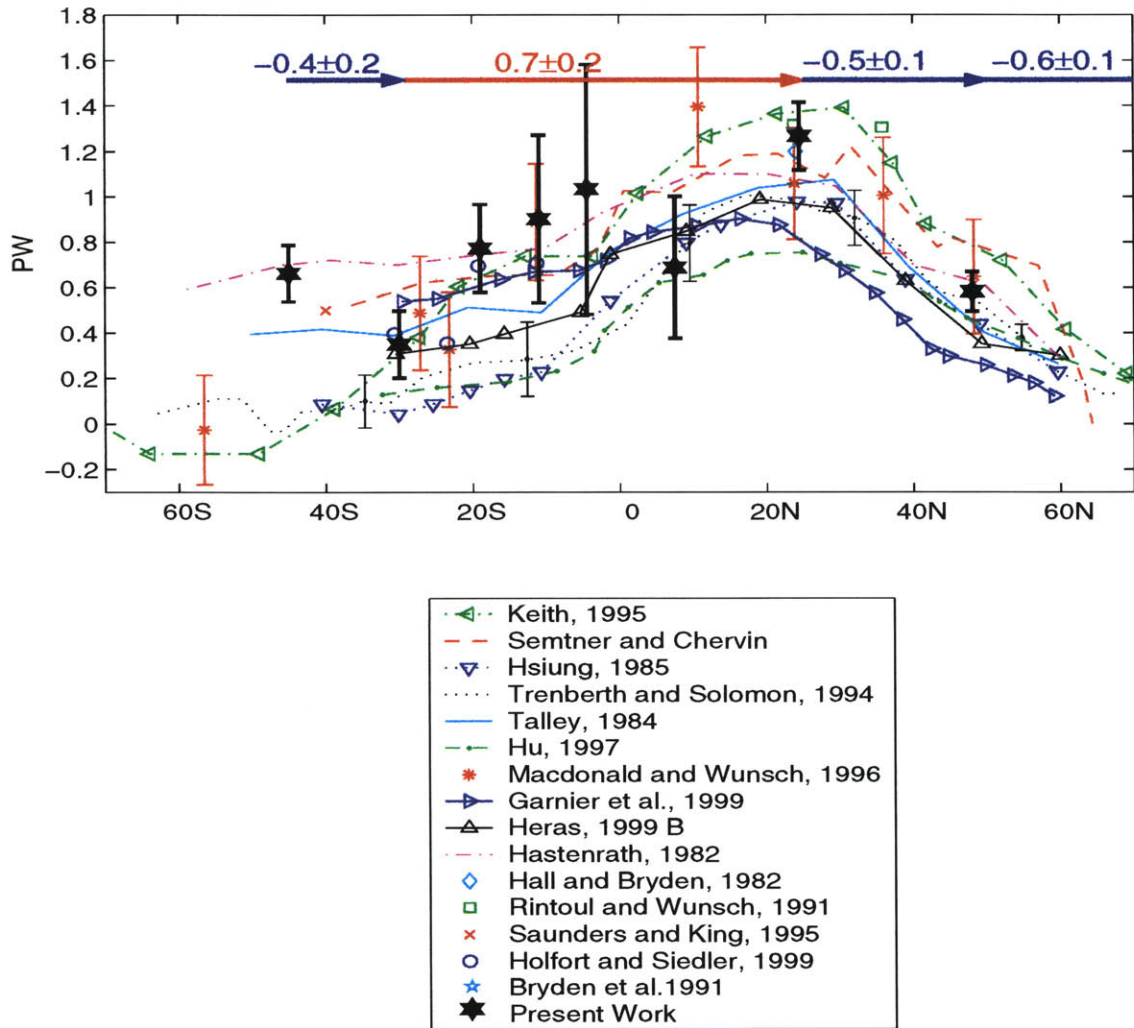 1.8
1.6
1.4
1.2
1
0.8
0.6
0.4
0.2
0
−0.2
PW
−0.4±0.2
0.7±0.2
−0.5±0.1
−0.6±0.1
60S 40S 20S 0 20N 40N 60N
Keith, 1995
Semtner and Chervin
Hsiung, 1985
Trenberth and Solomon, 1994
Talley, 1984
Hu, 1997
Macdonald and Wunsch, 1996
Garnier et al., 1999
Heras, 1999 B
Hastenrath, 1982
Hall and Bryden, 1982
Rintoul and Wunsch, 1991
Saunders and King, 1995
Holfort and Siedler, 1999
Bryden et al.1991
Present Work